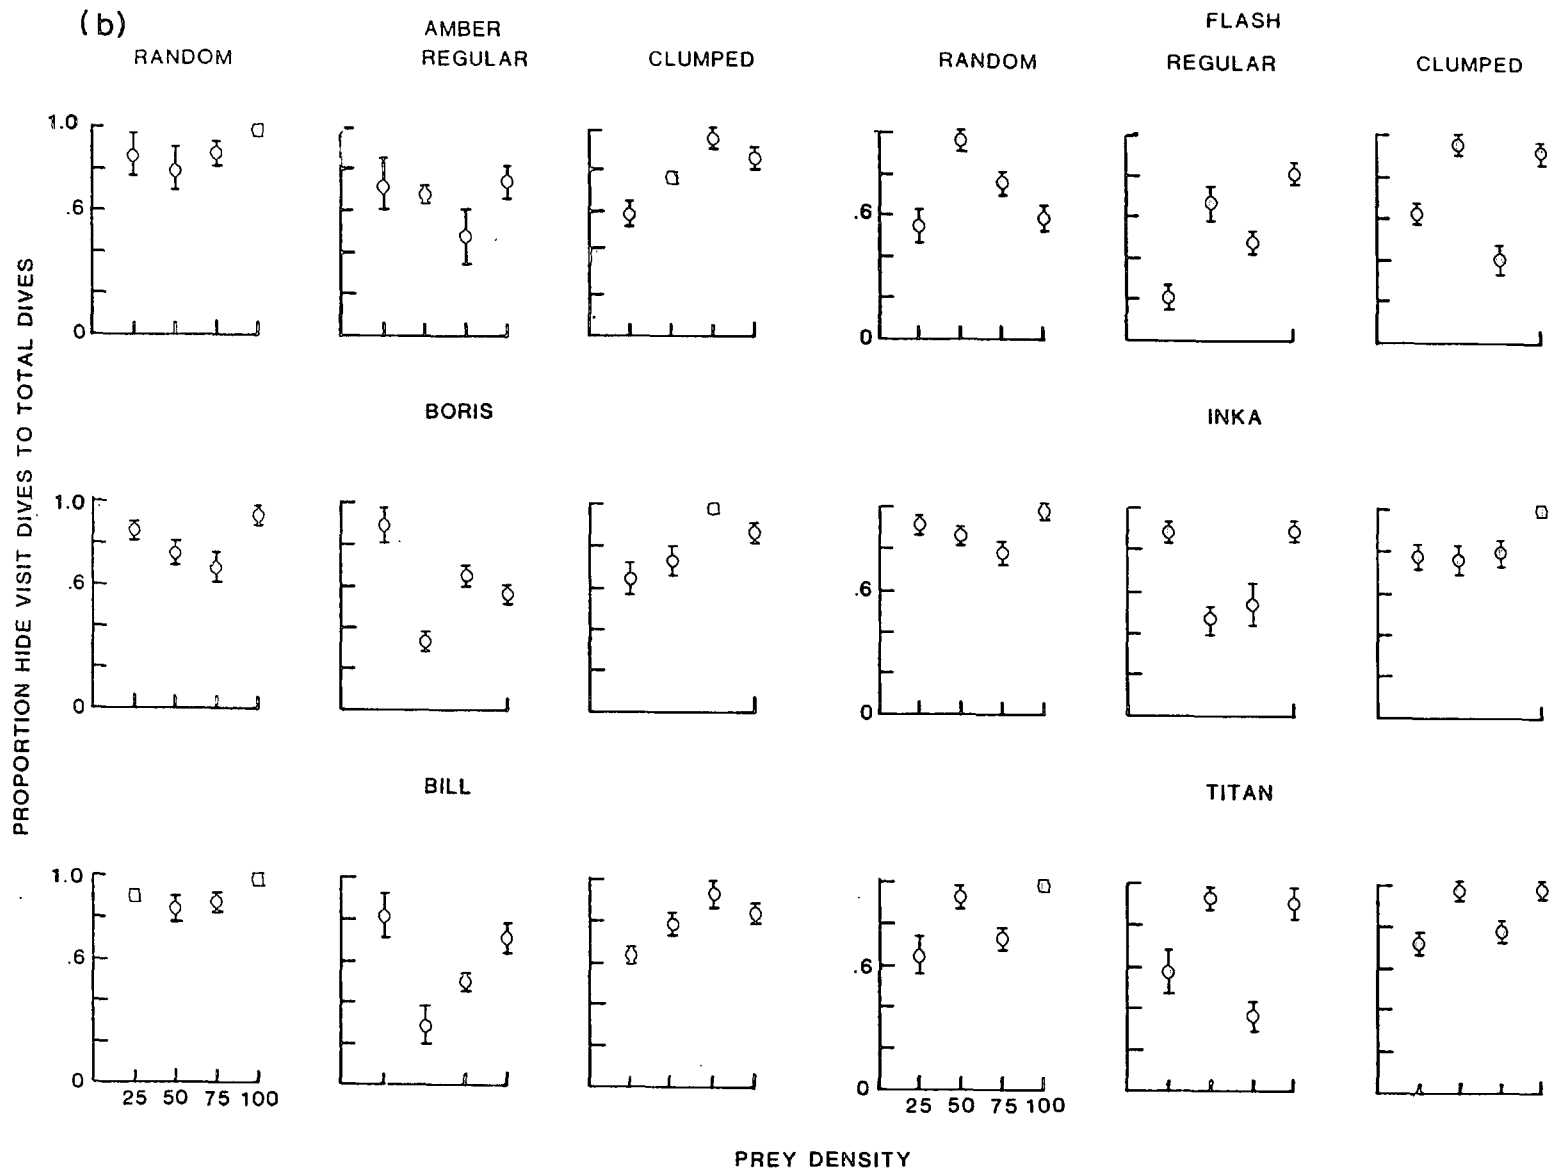 (b)
AMBER
RANDOM REGULAR CLUMPED
FLASH
RANDOM REGULAR CLUMPED
1.0
.6
0
.6
0
BORIS
INKA
1.0
.6
0
.6
0
BILL
TITAN
1.0
.6
0
25 50 75 100
.6
0
25 50 75 100
PROPORTION HIDE VISIT DIVES TO TOTAL DIVES
PREY DENSITY